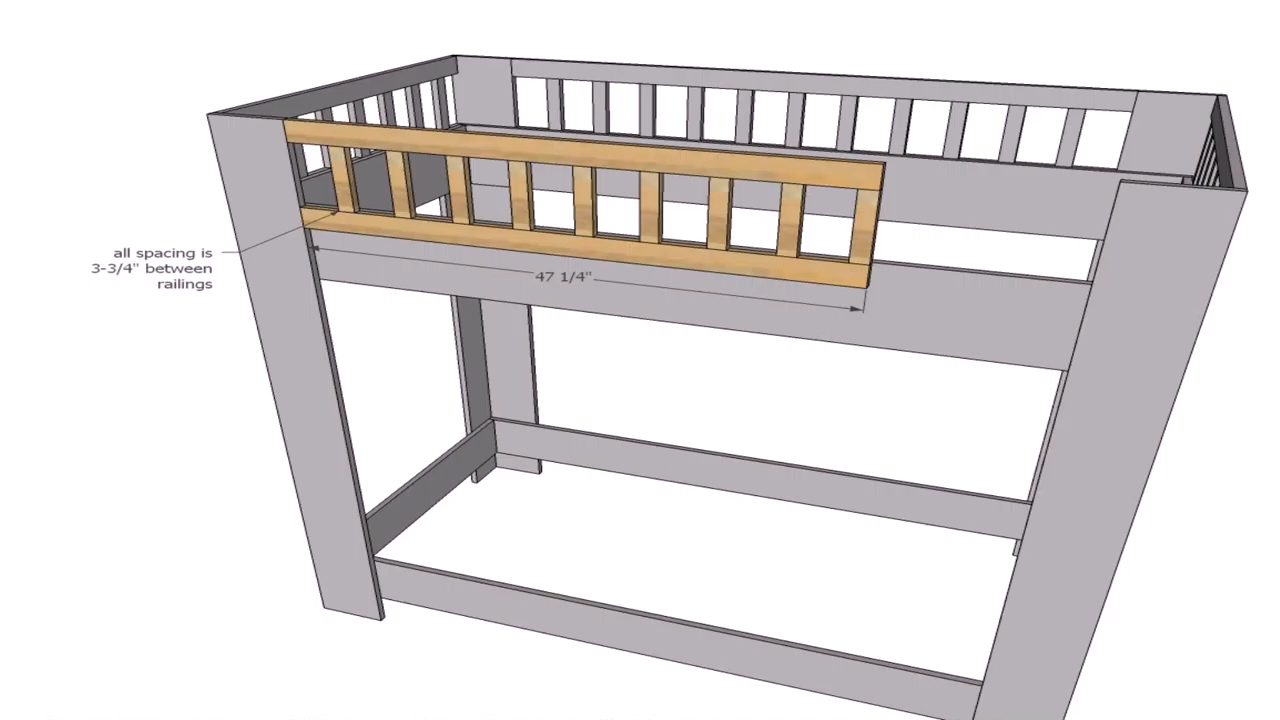 all spacing is
3-3/4" between
railings
47 1/4"